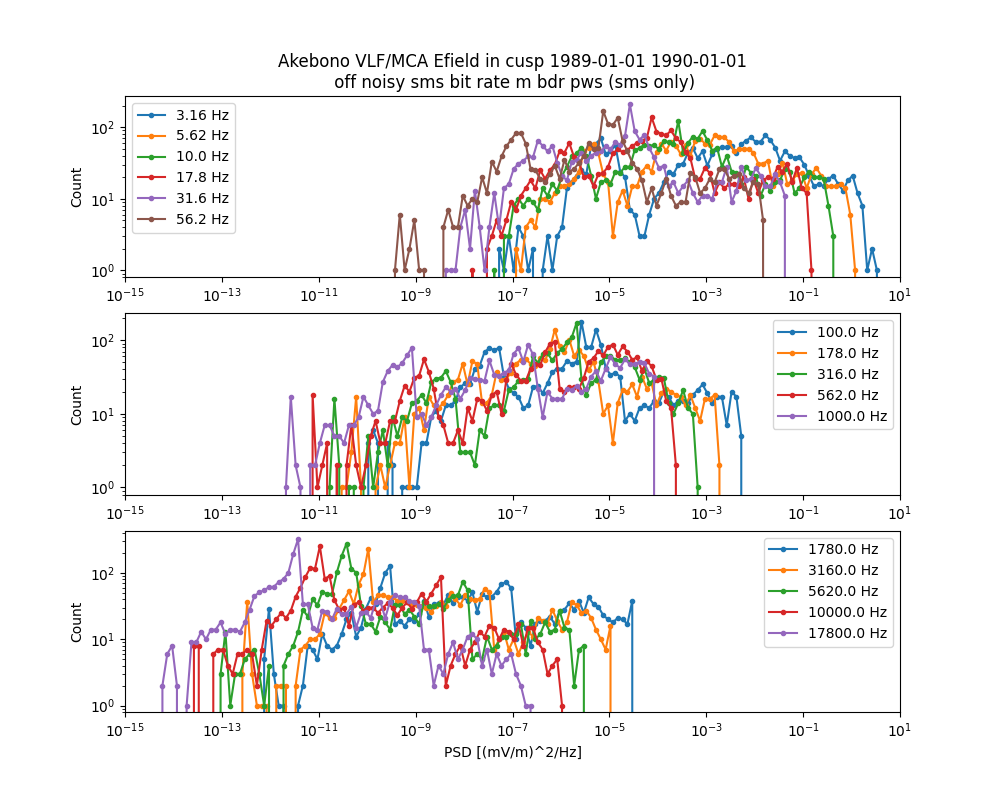 Akebono VLF/MCA Efield in cusp 1989-01-01 1990-01-01
off noisy sms bit rate m bdr pws (sms only)
3.16 Hz
5.62 Hz
10.0 Hz
17.8 Hz
31.6 Hz
56.2 Hz
Count
10^2
10^1
10^0
10^-15 10^-13 10^-11 10^-9 10^-7 10^-5 10^-3 10^-1 10^1
100.0 Hz
178.0 Hz
316.0 Hz
562.0 Hz
1000.0 Hz
Count
10^2
10^1
10^0
10^-15 10^-13 10^-11 10^-9 10^-7 10^-5 10^-3 10^-1 10^1
1780.0 Hz
3160.0 Hz
5620.0 Hz
10000.0 Hz
17800.0 Hz
Count
10^2
10^1
10^0
10^-15 10^-13 10^-11 10^-9 10^-7 10^-5 10^-3 10^-1 10^1
PSD [(mV/m)^2/Hz]